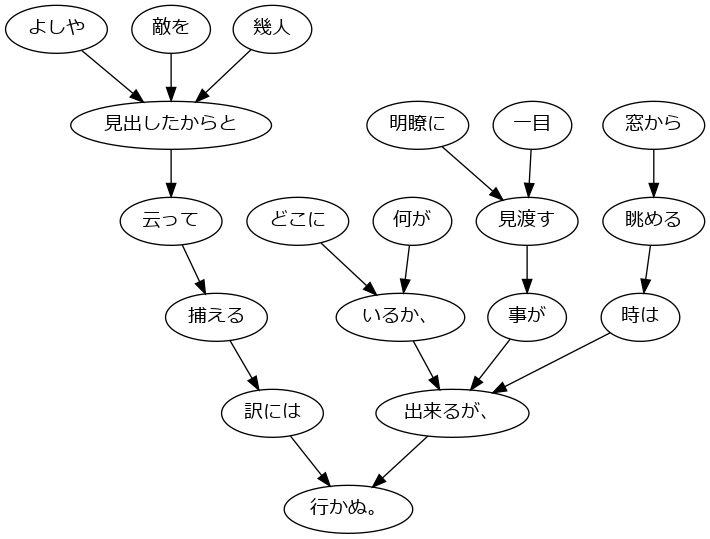 よしや
敵を
幾人
見出したからと
明瞭に
一目
窓から
云って
どこに
何が
見渡す
眺める
捕える
いるか、
事が
時は
訳には
出来るが、
行かぬ。